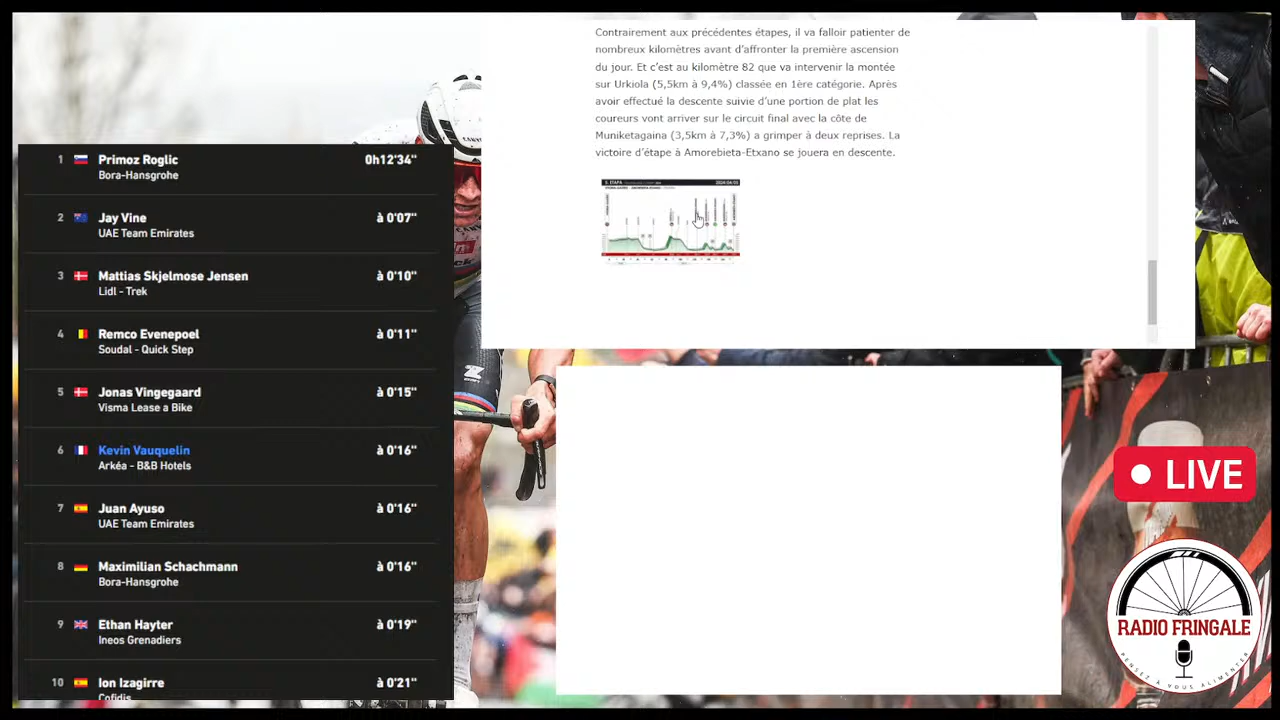 Contrairement aux précédentes étapes, il va falloir patienter de
nombreux kilomètres avant d'affronter la première ascension
du jour. Et c'est au kilomètre 82 que va intervenir la montée
sur Urkiola (5,5km à 9,4%) classée en 1ère catégorie. Après
avoir effectué la descente suivie d'une portion de plat les
coureurs vont arriver sur le circuit final avec la côte de
Muniketagaina (3,5km à 7,3%) a grimper à deux reprises. La
victoire d'étape à Amorebieta-Etxano se jouera en descente.
5. ETAPA
1 Primoz Roglic 0h12'34''
Bora-Hansgrohe
2 Jay Vine à 0'07''
UAE Team Emirates
3 Mattias Skjelmose Jensen à 0'10''
Lidl - Trek
4 Remco Evenepoel à 0'11''
Soudal - Quick Step
5 Jonas Vingegaard à 0'15''
Visma Lease a Bike
6 Kevin Vauquelin à 0'16''
Arkéa - B&B Hotels
7 Juan Ayuso à 0'16''
UAE Team Emirates
8 Maximilian Schachmann à 0'16''
Bora-Hansgrohe
9 Ethan Hayter à 0'19''
Ineos Grenadiers
10 Ion Izagirre à 0'21''
Cofidis
LIVE
RADIO FRINGALE
PENSEZ À VOUS ALIMENTER